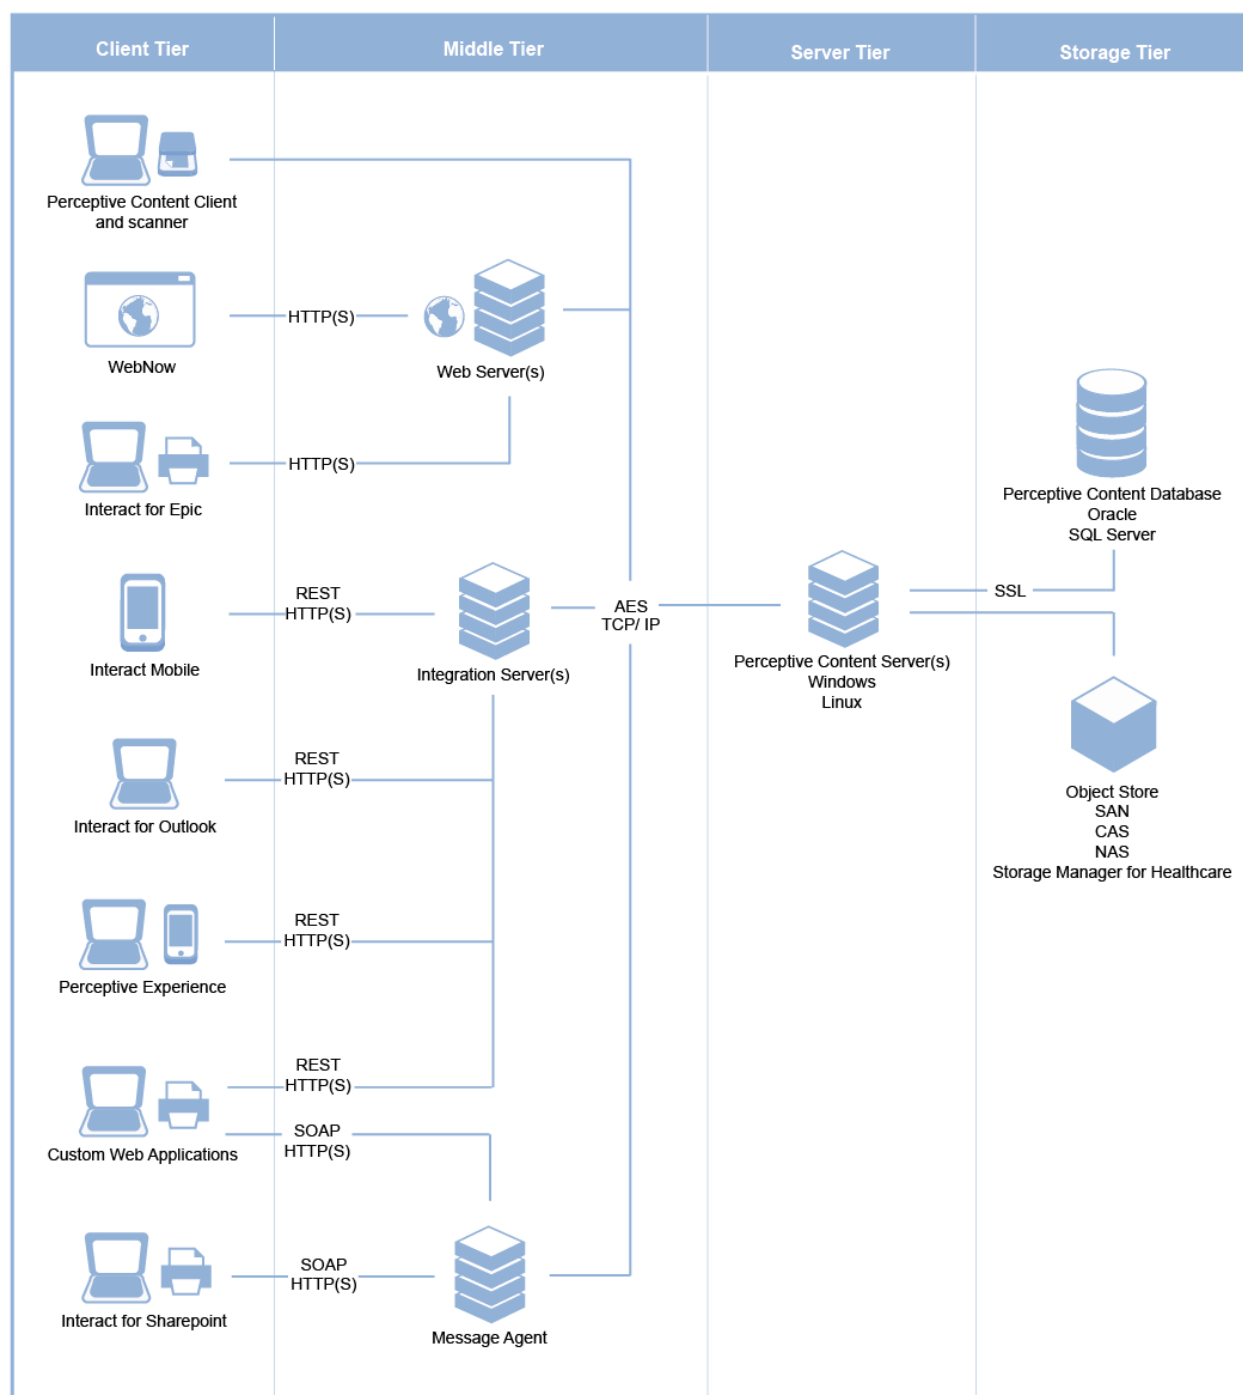 Client Tier
Middle Tier
Server Tier
Storage Tier
Perceptive Content Client
and scanner
HTTP(S)
WebNow
Web Server(s)
HTTP(S)
Interact for Epic
Perceptive Content Database
Oracle
SQL Server
REST
HTTP(S)
Interact Mobile
Integration Server(s)
AES
TCP/ IP
Perceptive Content Server(s)
Windows
Linux
SSL
REST
HTTP(S)
Interact for Outlook
Object Store
SAN
CAS
NAS
Storage Manager for Healthcare
REST
HTTP(S)
Perceptive Experience
REST
HTTP(S)
SOAP
HTTP(S)
Custom Web Applications
SOAP
HTTP(S)
Interact for Sharepoint
Message Agent